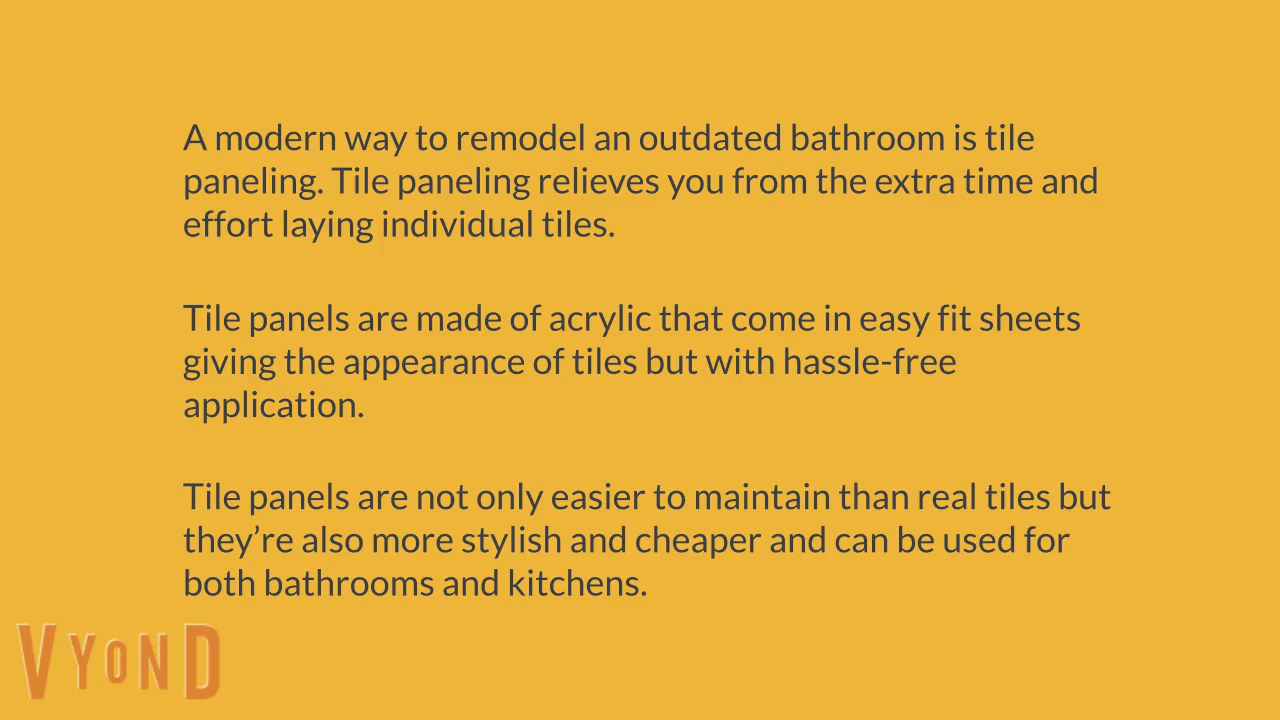 A modern way to remodel an outdated bathroom is tile
paneling. Tile paneling relieves you from the extra time and
effort laying individual tiles.
Tile panels are made of acrylic that come in easy fit sheets
giving the appearance of tiles but with hassle-free
application.
Tile panels are not only easier to maintain than real tiles but
they’re also more stylish and cheaper and can be used for
both bathrooms and kitchens.
VYOND